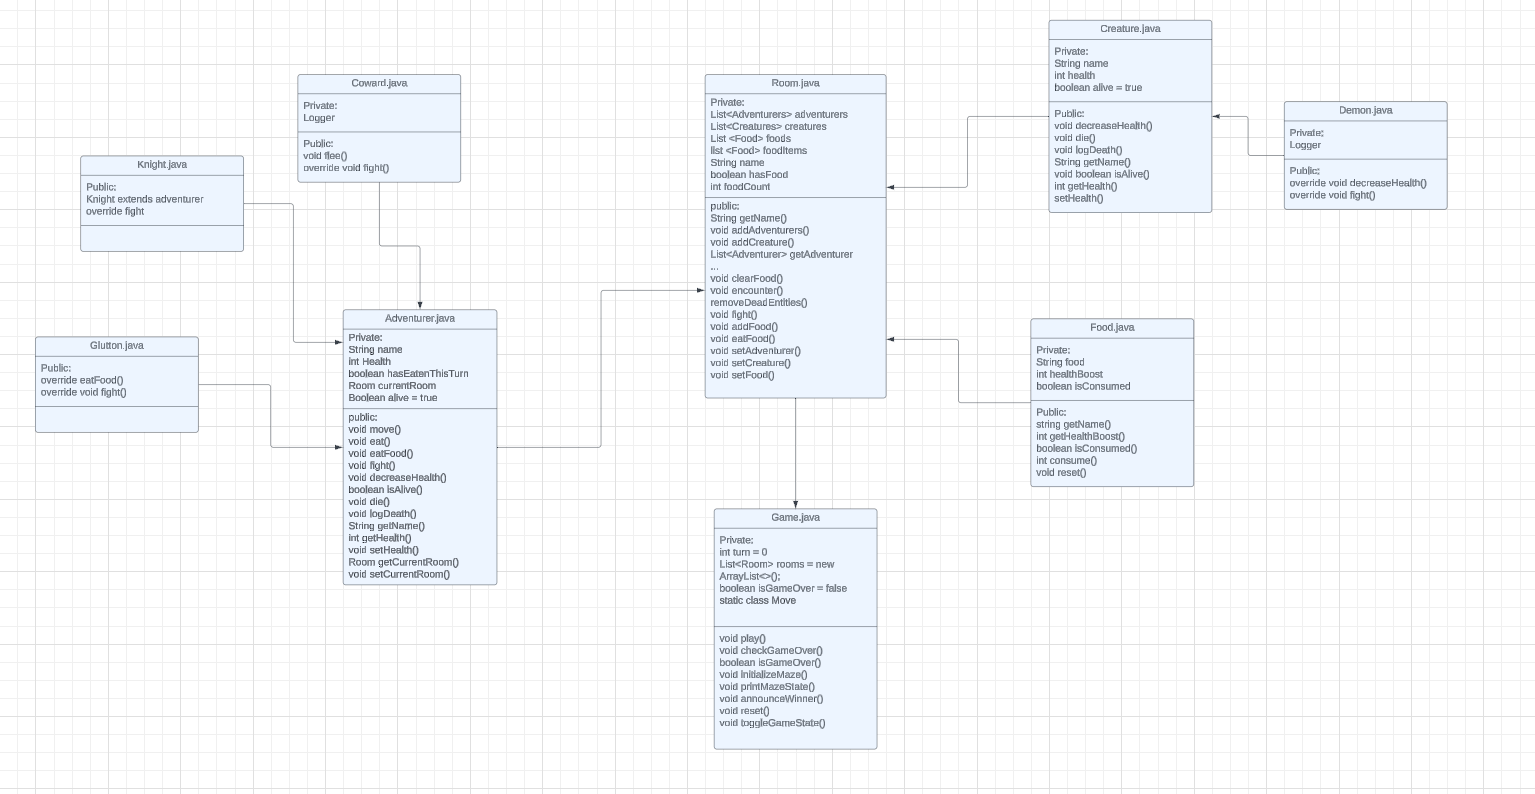 Creature.java
Private:
String name
int health
boolean alive = true
Public:
void decreaseHealth()
void die()
void logDeath()
String getName()
void boolean isAlive()
int getHealth()
setHealth()
Coward.java
Private:
Logger
Public:
void flee()
override void fight()
Room.java
Private:
List<Adventurers> adventurers
List<Creatures> creatures
List <Food> foods
list <Food> foodItems
String name
boolean hasFood
int foodCount
public:
String getName()
void addAdventurers()
void addCreature()
List<Adventurer> getAdventurer
...
void clearFood()
void encounter()
removeDeadEntities()
void fight()
void addFood()
void eatFood()
void setAdventurer()
void setCreature()
void setFood()
Demon.java
Private;
Logger
Public;
override void decreaseHealth()
override void fight()
Knight.java
Public:
Knight extends adventurer
override fight
Adventurer.java
Private:
String name
int Health
boolean hasEatenThisTurn
Room currentRoom
Boolean alive = true
public:
void move()
void eat()
void eatFood()
void fight()
void decreaseHealth()
boolean isAlive()
void die()
void logDeath()
String getName()
int getHealth()
void setHealth()
Room getCurrentRoom()
void setCurrentRoom()
Glutton.java
Public:
override eatFood()
override void fight()
Food.java
Private:
String food
int healthBoost
boolean isConsumed
Public:
string getName()
int getHealthBoost()
boolean isConsumed()
int consume()
void reset()
Game.java
Private:
int turn = 0
List<Room> rooms = new
ArrayList<>();
boolean isGameOver = false
static class Move
void play()
void checkGameOver()
boolean isGameOver()
void initializeMaze()
void printMazeState()
void announceWinner()
void reset()
void toggleGameState()